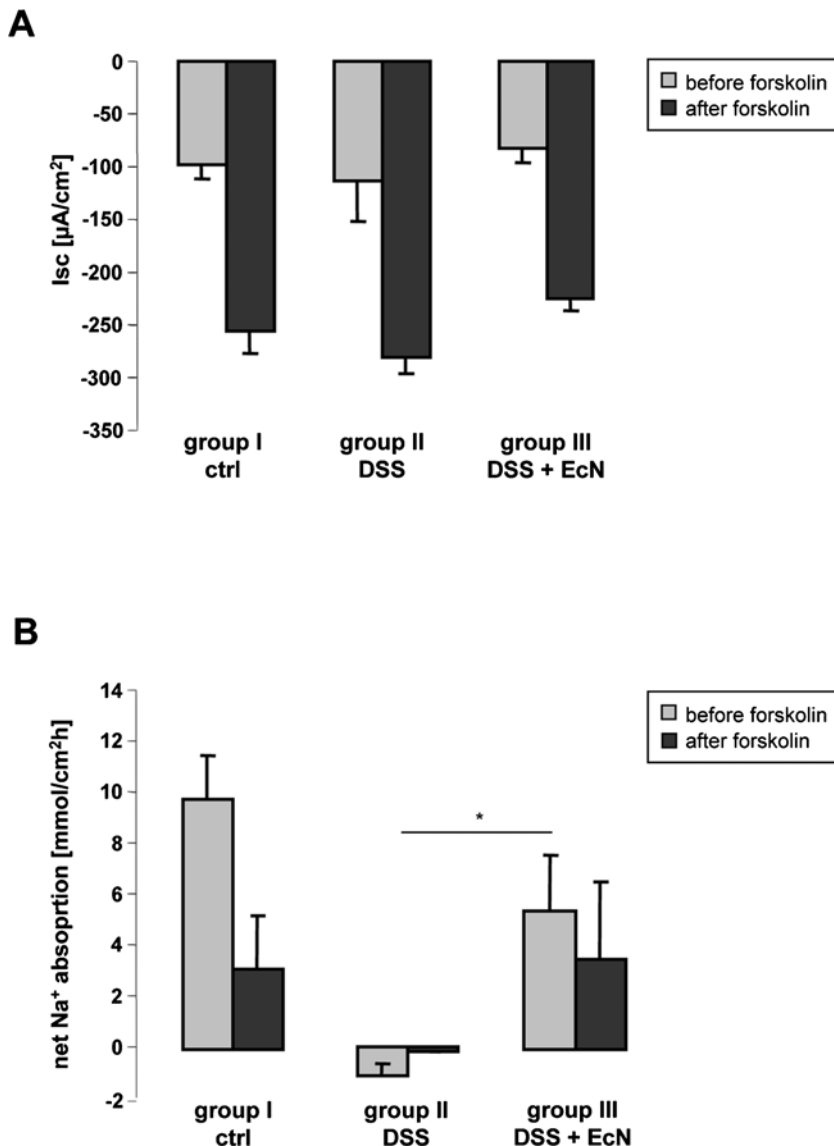 A
before forskolin
after forskolin
Isc [µA/cm²]
0
-50
-100
-150
-200
-250
-300
-350
group I
ctrl
group II
DSS
group III
DSS + EcN
B
before forskolin
after forskolin
net Na⁺ absoprtion [mmol/cm²h]
14
12
10
8
6
4
2
0
-2
*
group I
ctrl
group II
DSS
group III
DSS + EcN